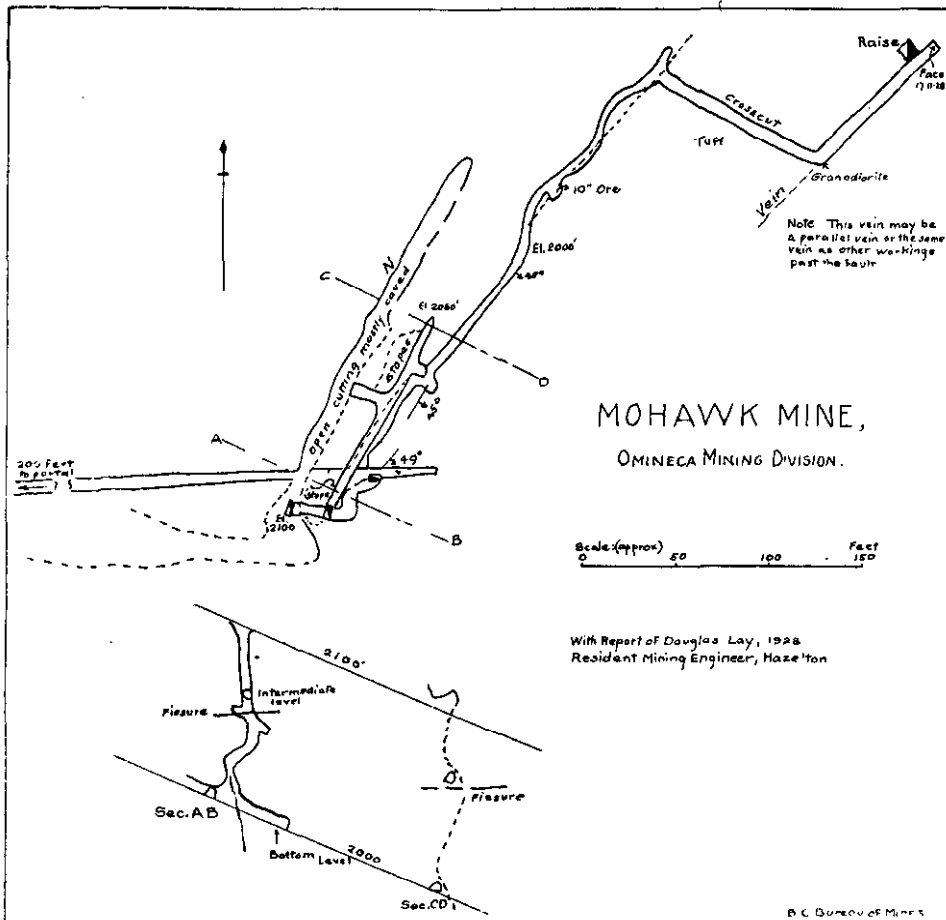 Raise
Face
CROSSCUT
TUFF
Granodiorite
Vein
10" Ore
Note This vein may be
a parallel vein or the same
vein as other workings
past the fault
El. 2000'
C
N
El 2050'
open cutting mostly caved
Stopes
D
45°
MOHAWK MINE,
OMINECA MINING DIVISION.
A
49°
200 Feet
to portal
Stope
El.
2100
B
Scale:(approx) Feet
0 50 100 150
With Report of Douglas Lay, 1928
Resident Mining Engineer, Hazelton
2100'
Intermediate
level
Fissure
Fissure
Sec. AB
Bottom Level
2000
Sec. CD
B C Bureau of Mines